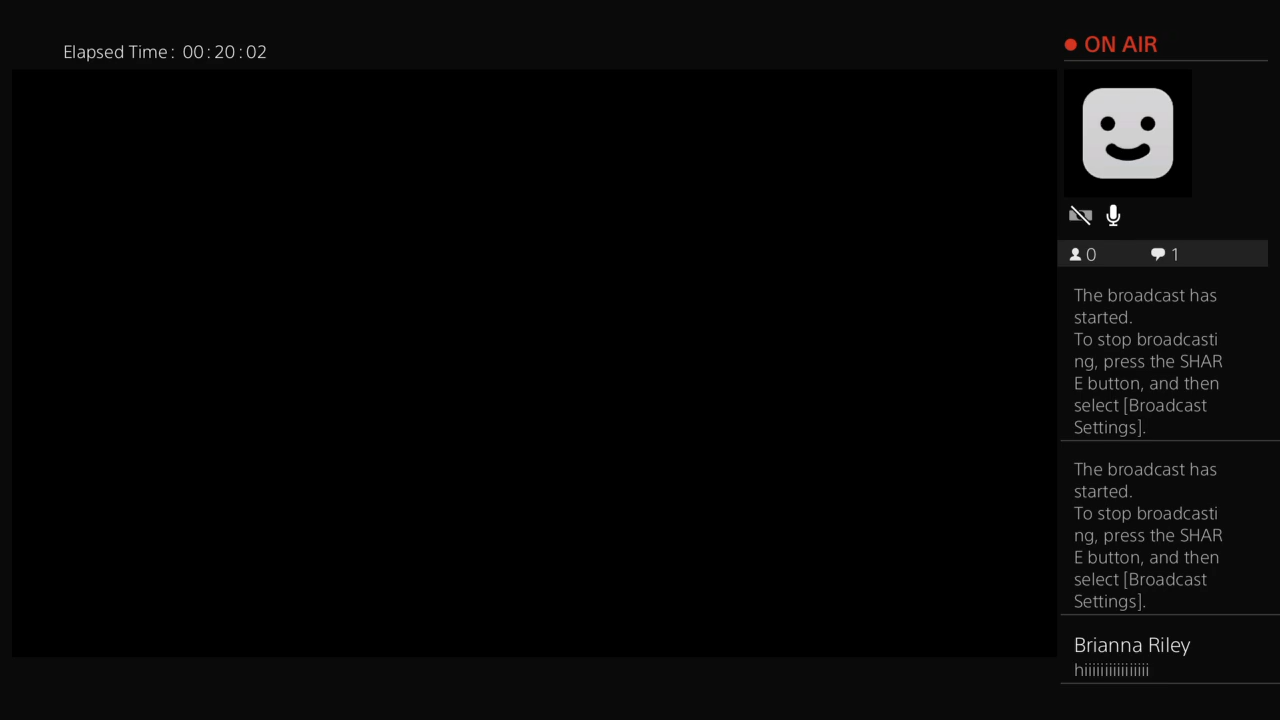 Elapsed Time: 00:20:02
ON AIR
0 1
The broadcast has
started.
To stop broadcasti
ng, press the SHAR
E button, and then
select [Broadcast
Settings].
The broadcast has
started.
To stop broadcasti
ng, press the SHAR
E button, and then
select [Broadcast
Settings].
Brianna Riley
hiiiiiiiiiiiiiiii